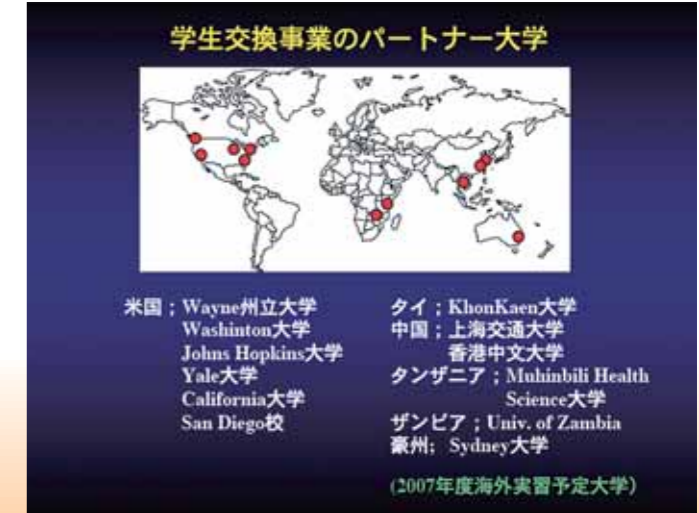 学生交換事業のパートナー大学
米国；Wayne州立大学
Washinton大学
Johns Hopkins大学
Yale大学
California大学
San Diego校
タイ；KhonKaen大学
中国；上海交通大学
香港中文大学
タンザニア；Muhinbili Health
Science大学
ザンビア；Univ. of Zambia
豪州; Sydney大学
(2007年度海外実習予定大学)